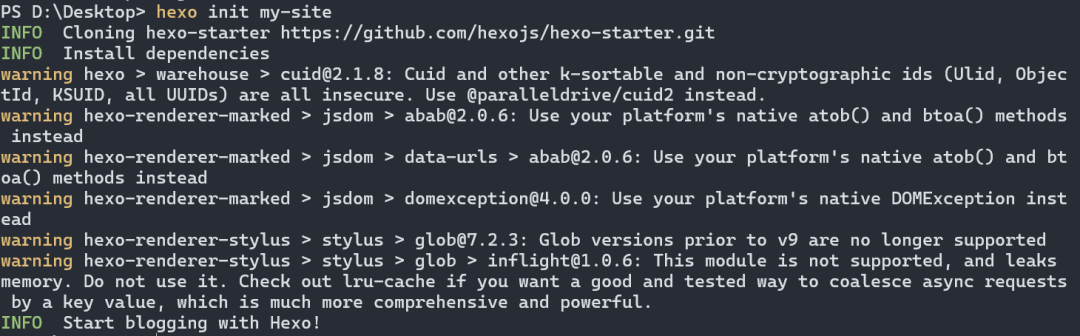 PS D:\Desktop> hexo init my-site
INFO  Cloning hexo-starter https://github.com/hexojs/hexo-starter.git
INFO  Install dependencies
warning hexo > warehouse > cuid@2.1.8: Cuid and other k-sortable and non-cryptographic ids (Ulid, Objec
tId, KSUID, all UUIDs) are all insecure. Use @paralleldrive/cuid2 instead.
warning hexo-renderer-marked > jsdom > abab@2.0.6: Use your platform's native atob() and btoa() methods
 instead
warning hexo-renderer-marked > jsdom > data-urls > abab@2.0.6: Use your platform's native atob() and bt
oa() methods instead
warning hexo-renderer-marked > jsdom > domexception@4.0.0: Use your platform's native DOMException inst
ead
warning hexo-renderer-stylus > stylus > glob@7.2.3: Glob versions prior to v9 are no longer supported
warning hexo-renderer-stylus > stylus > glob > inflight@1.0.6: This module is not supported, and leaks
memory. Do not use it. Check out lru-cache if you want a good and tested way to coalesce async requests
 by a key value, which is much more comprehensive and powerful.
INFO  Start blogging with Hexo!